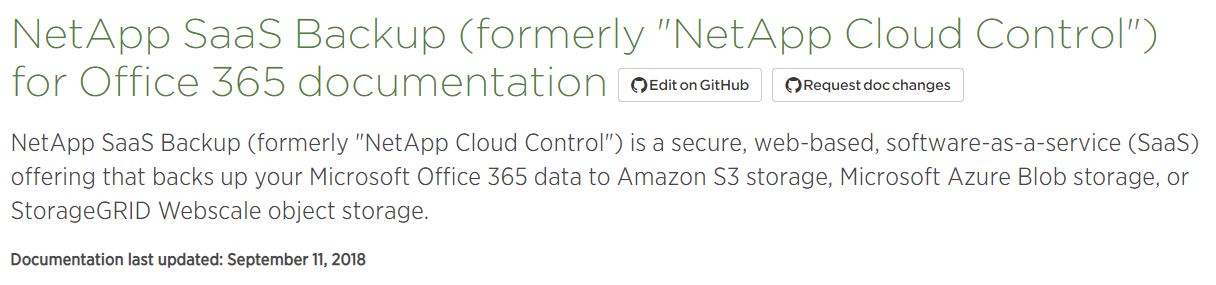 NetApp SaaS Backup (formerly "NetApp Cloud Control")
for Office 365 documentation Edit on GitHub Request doc changes
NetApp SaaS Backup (formerly "NetApp Cloud Control") is a secure, web-based, software-as-a-service (SaaS)
offering that backs up your Microsoft Office 365 data to Amazon S3 storage, Microsoft Azure Blob storage, or
StorageGRID Webscale object storage.
Documentation last updated: September 11, 2018